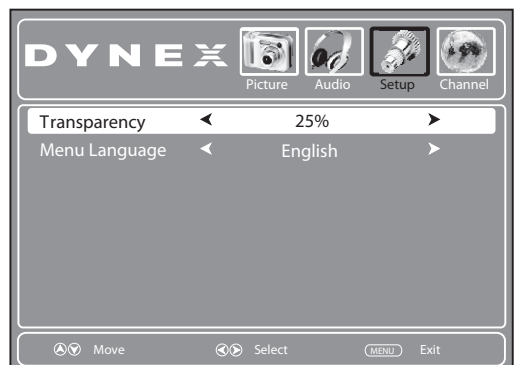 DYNEX
Picture Audio Setup Channel
Transparency 25%
Menu Language English
Move Select MENU Exit